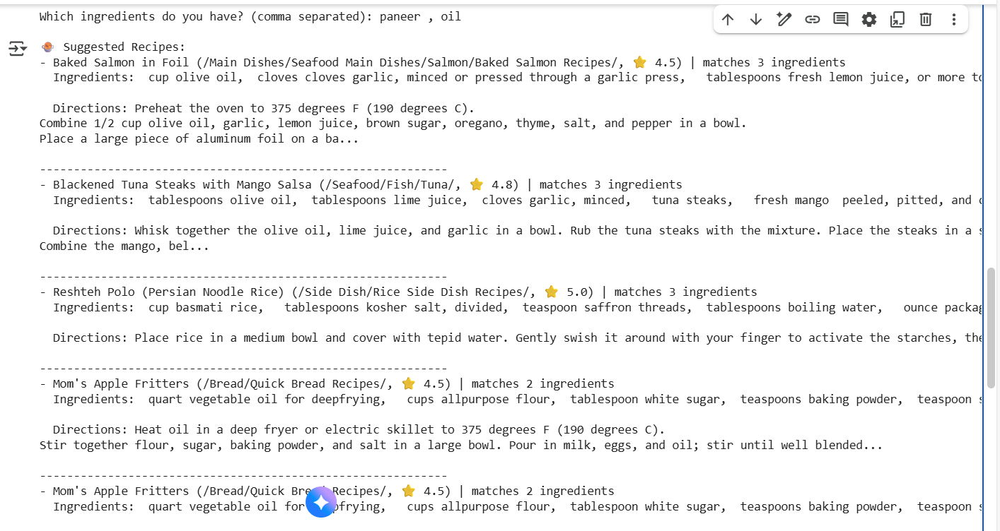 Which ingredients do you have? (comma separated): paneer , oil
🍲 Suggested Recipes:
- Baked Salmon in Foil (/Main Dishes/Seafood Main Dishes/Salmon/Baked Salmon Recipes/, ⭐ 4.5) | matches 3 ingredients
Ingredients:  cup olive oil,  cloves cloves garlic, minced or pressed through a garlic press,   tablespoons fresh lemon juice, or more to
Directions: Preheat the oven to 375 degrees F (190 degrees C).
Combine 1/2 cup olive oil, garlic, lemon juice, brown sugar, oregano, thyme, salt, and pepper in a bowl.
Place a large piece of aluminum foil on a ba...
------------------------------------------------------------
- Blackened Tuna Steaks with Mango Salsa (/Seafood/Fish/Tuna/, ⭐ 4.8) | matches 3 ingredients
Ingredients:  tablespoons olive oil,  tablespoons lime juice,  cloves garlic, minced,   tuna steaks,   fresh mango  peeled, pitted, and
Directions: Whisk together the olive oil, lime juice, and garlic in a bowl. Rub the tuna steaks with the mixture. Place the steaks in a
Combine the mango, bel...
------------------------------------------------------------
- Reshteh Polo (Persian Noodle Rice) (/Side Dish/Rice Side Dish Recipes/, ⭐ 5.0) | matches 3 ingredients
Ingredients:  cup basmati rice,   tablespoons kosher salt, divided,  teaspoon saffron threads,  tablespoons boiling water,   ounce
Directions: Place rice in a medium bowl and cover with tepid water. Gently swish it around with your finger to activate the starches,
------------------------------------------------------------
- Mom's Apple Fritters (/Bread/Quick Bread Recipes/, ⭐ 4.5) | matches 2 ingredients
Ingredients:  quart vegetable oil for deepfrying,   cups allpurpose flour,  tablespoon white sugar,  teaspoons baking powder,  teaspoon
Directions: Heat oil in a deep fryer or electric skillet to 375 degrees F (190 degrees C).
Stir together flour, sugar, baking powder, and salt in a large bowl. Pour in milk, eggs, and oil; stir until well blended...
------------------------------------------------------------
- Mom's Apple Fritters (/Bread/Quick Bread Recipes/, ⭐ 4.5) | matches 2 ingredients
Ingredients:  quart vegetable oil for deepfrying,   cups allpurpose flour,  tablespoon white sugar,  teaspoons baking powder,  teaspoon